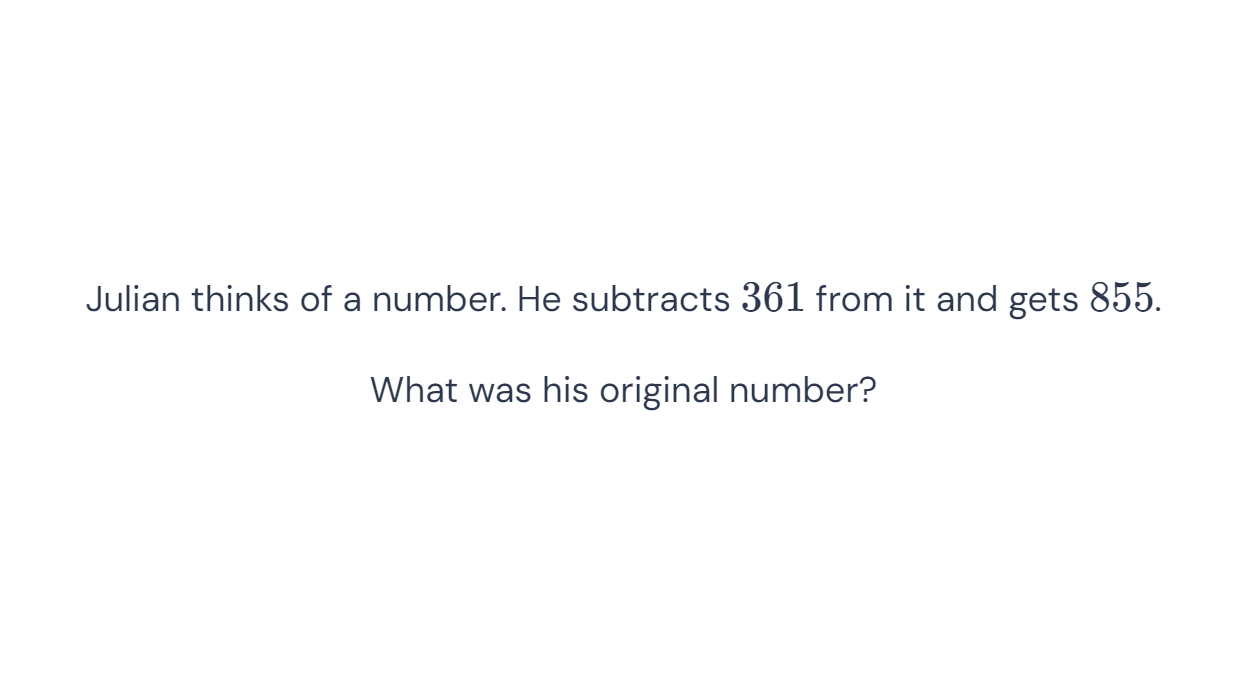 Julian thinks of a number. He subtracts 361 from it and gets 855.
What was his original number?